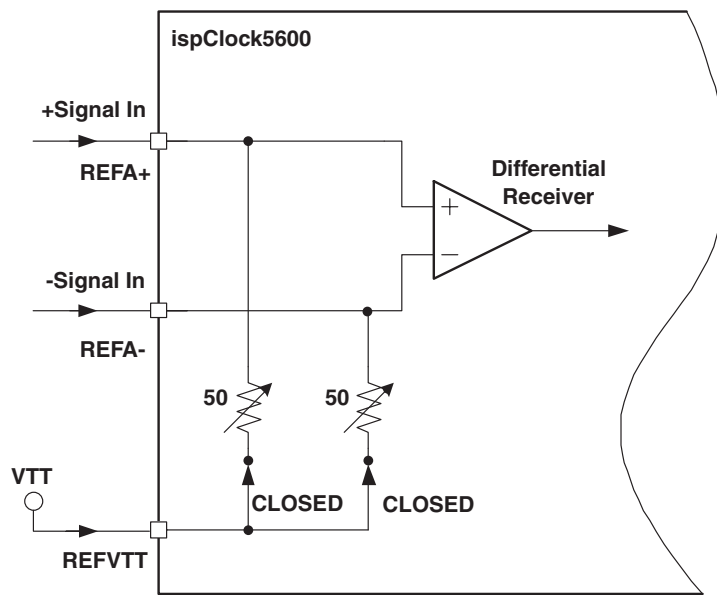 ispClock5600
+Signal In
REFA+
Differential
Receiver
+
−
-Signal In
REFA-
50
50
VTT
CLOSED
CLOSED
REFVTT